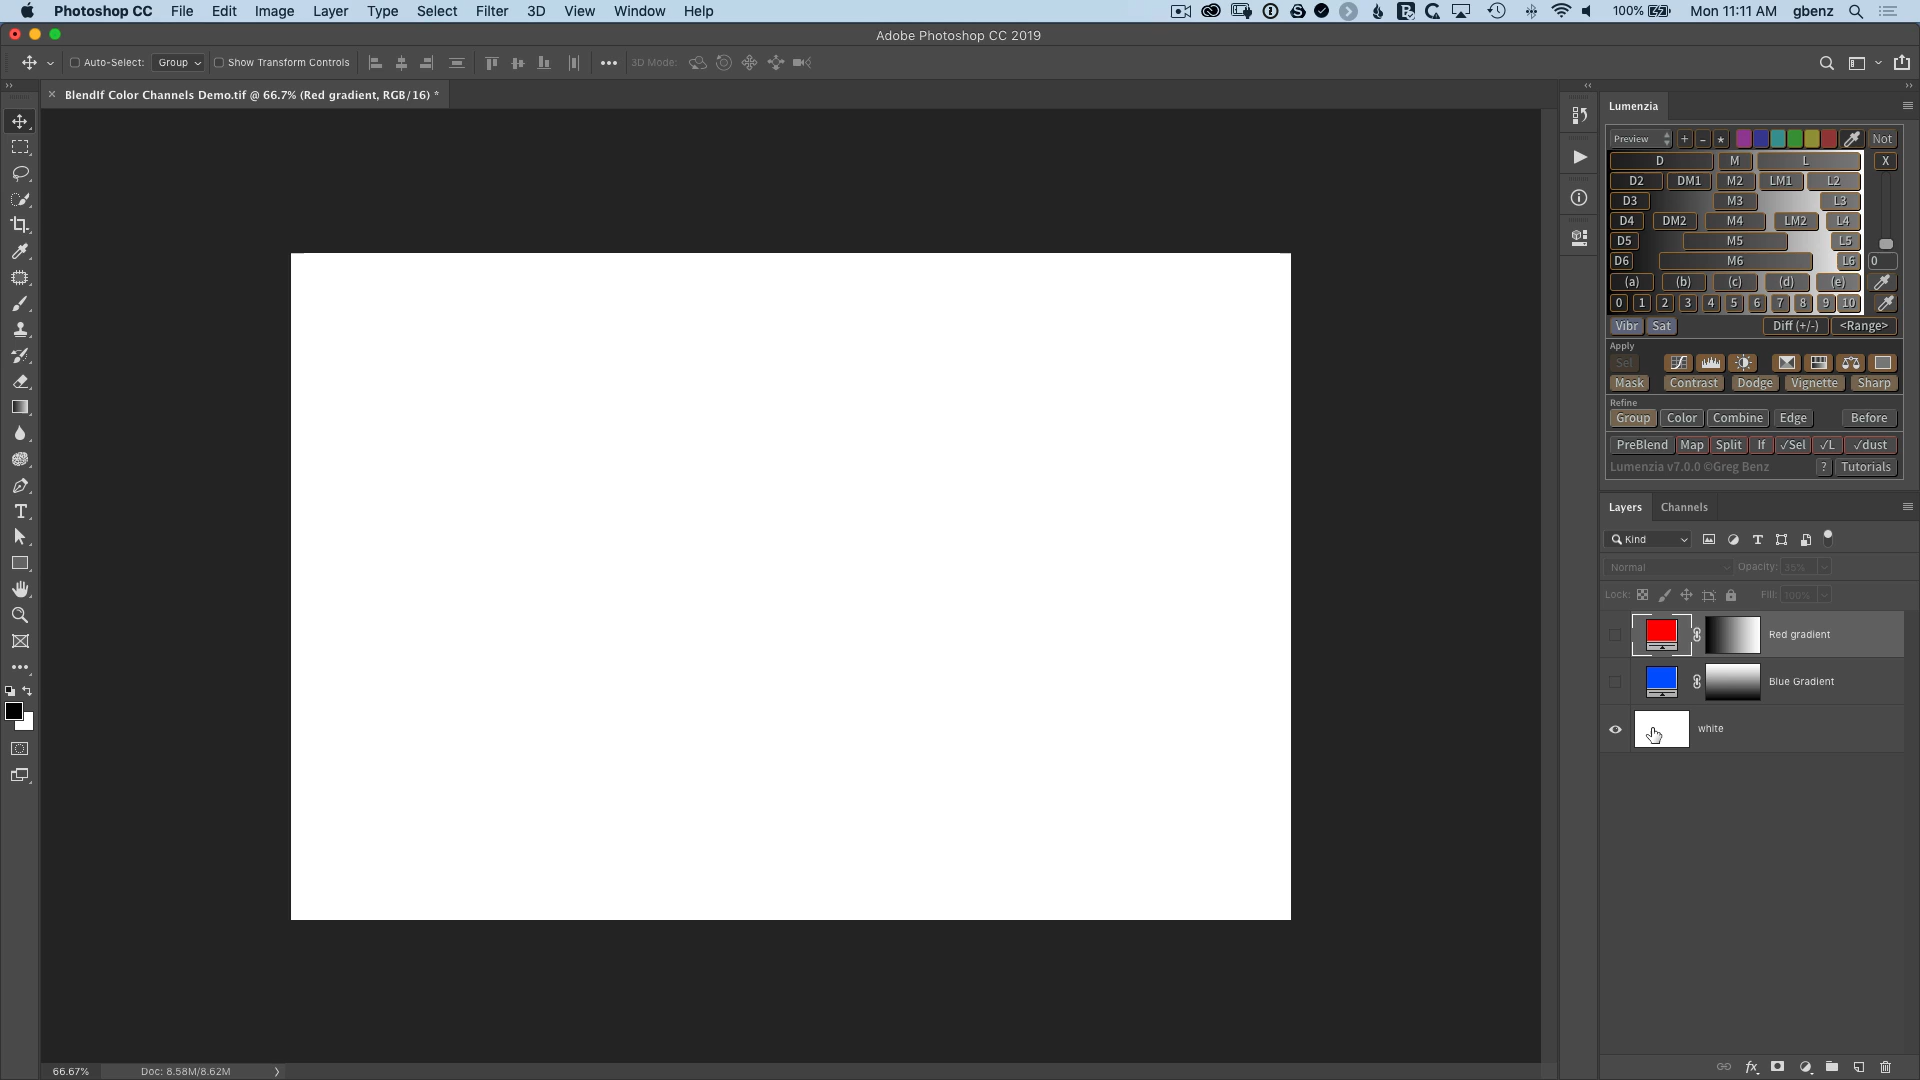 Photoshop CC File Edit Image Layer Type Select Filter 3D View Window Help 100% Mon 11:11 AM gbenz
Adobe Photoshop CC 2019
Auto-Select: Group Show Transform Controls 3D Mode:
BlendIf Color Channels Demo.tif @ 66.7% (Red gradient, RGB/16) *
Lumenzia
Preview + – * Not
D M L X
D2 DM1 M2 LM1 L2
D3 M3 L3
D4 DM2 M4 LM2 L4
D5 M5 L5
D6 M6 L6 0
(a) (b) (c) (d) (e)
0 1 2 3 4 5 6 7 8 9 10
Vibr Sat Diff (+/-) <Range>
Apply
Sel
Mask Contrast Dodge Vignette Sharp
Refine
Group Color Combine Edge Before
PreBlend Map Split If √Sel √L √dust
Lumenzia v7.0.0 ©Greg Benz ? Tutorials
Layers Channels
Kind
Normal Opacity: 35%
Lock: Fill: 100%
Red gradient
Blue Gradient
white
66.67% Doc: 8.58M/8.62M